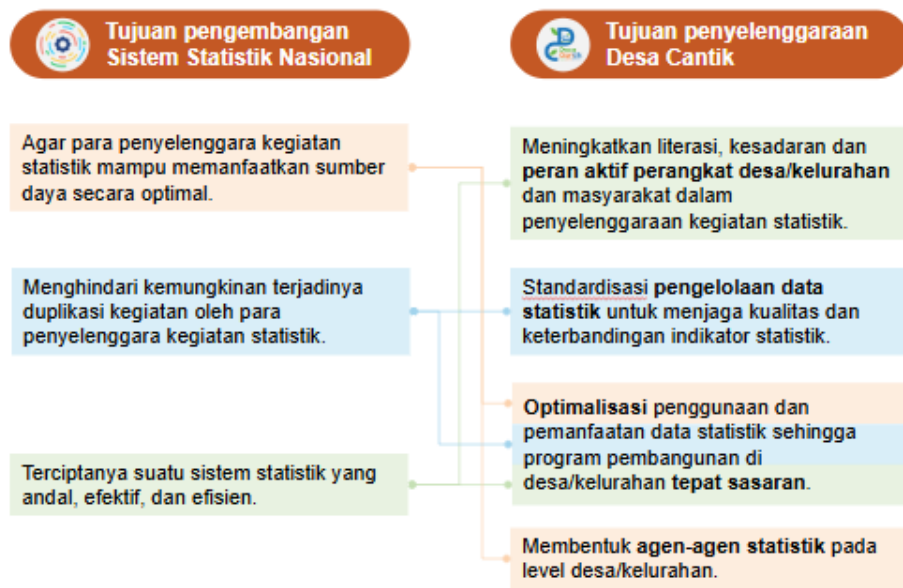 Tujuan pengembangan
Sistem Statistik Nasional
Agar para penyelenggara kegiatan
statistik mampu memanfaatkan sumber
daya secara optimal.
Menghindari kemungkinan terjadinya
duplikasi kegiatan oleh para
penyelenggara kegiatan statistik.
Terciptanya suatu sistem statistik yang
andal, efektif, dan efisien.
Tujuan penyelenggaraan
Desa Cantik
Meningkatkan literasi, kesadaran dan
peran aktif perangkat desa/kelurahan
dan masyarakat dalam
penyelenggaraan kegiatan statistik.
Standardisasi pengelolaan data
statistik untuk menjaga kualitas dan
keterbandingan indikator statistik.
Optimalisasi penggunaan dan
pemanfaatan data statistik sehingga
program pembangunan di
desa/kelurahan tepat sasaran.
Membentuk agen-agen statistik pada
level desa/kelurahan.